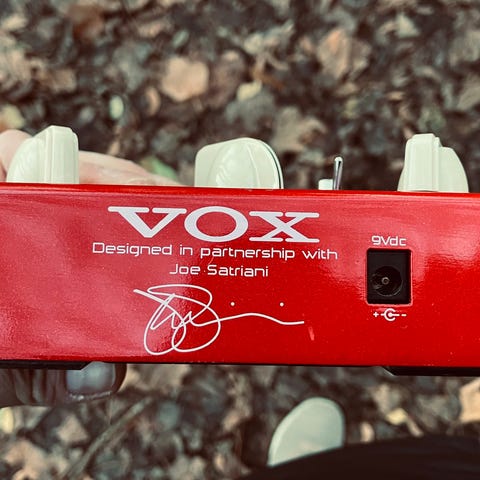 VOX
Designed in partnership with
Joe Satriani
9Vdc
+ -